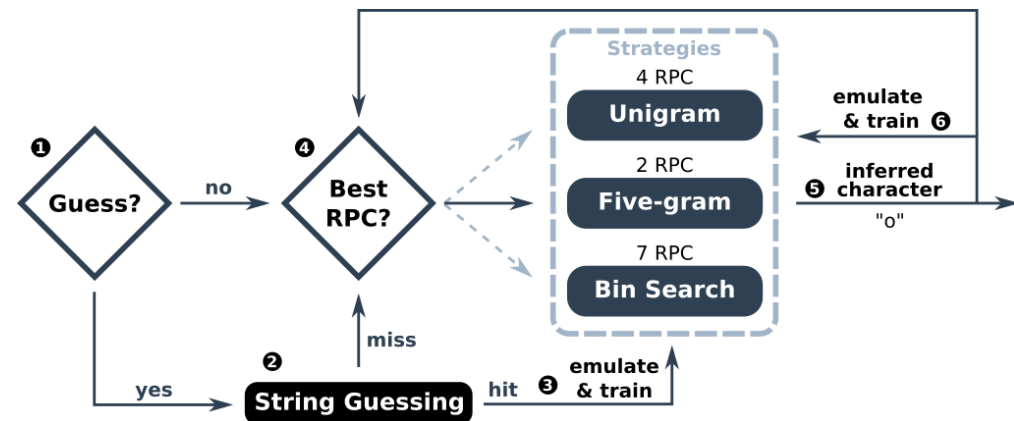 Strategies
4 RPC
Unigram
emulate
& train ❻
❶
❹
Guess?
no
Best
RPC?
2 RPC
Five-gram
❺ inferred
character
"o"
7 RPC
Bin Search
miss
❷
yes
String Guessing
hit ❸ emulate
& train